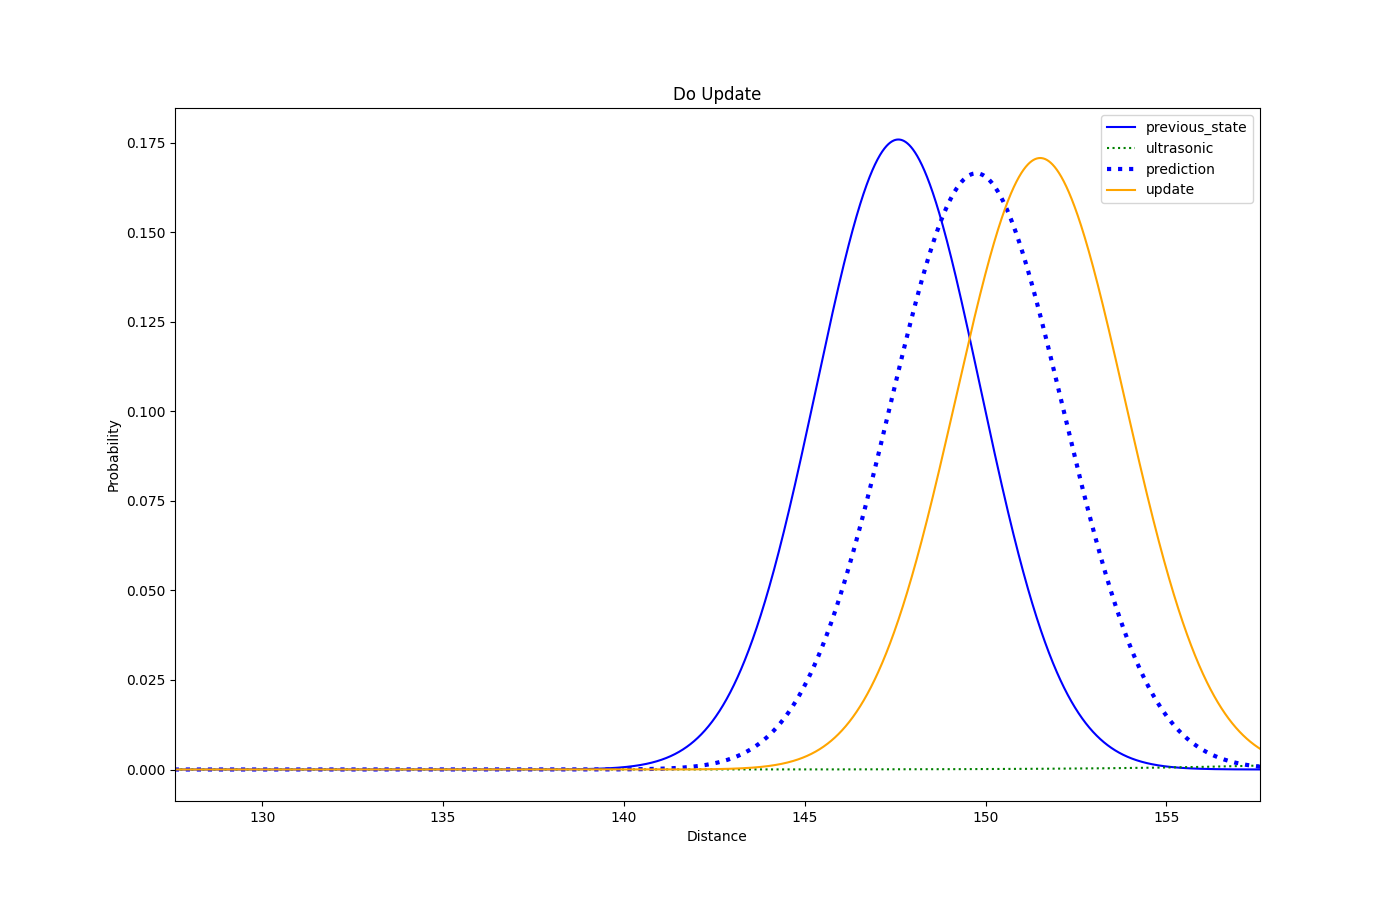 Do Update
previous_state
ultrasonic
prediction
update
Probability
0.175
0.150
0.125
0.100
0.075
0.050
0.025
0.000
130 135 140 145 150 155
Distance